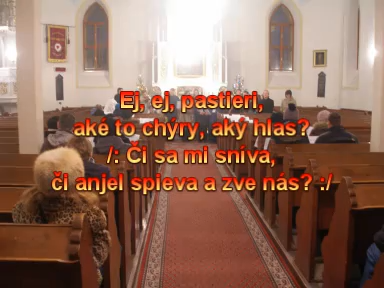 Ej, ej, pastieri,
aké to chýry, aký hlas?
/: Či sa mi sníva,
či anjel spieva a zve nás? :/